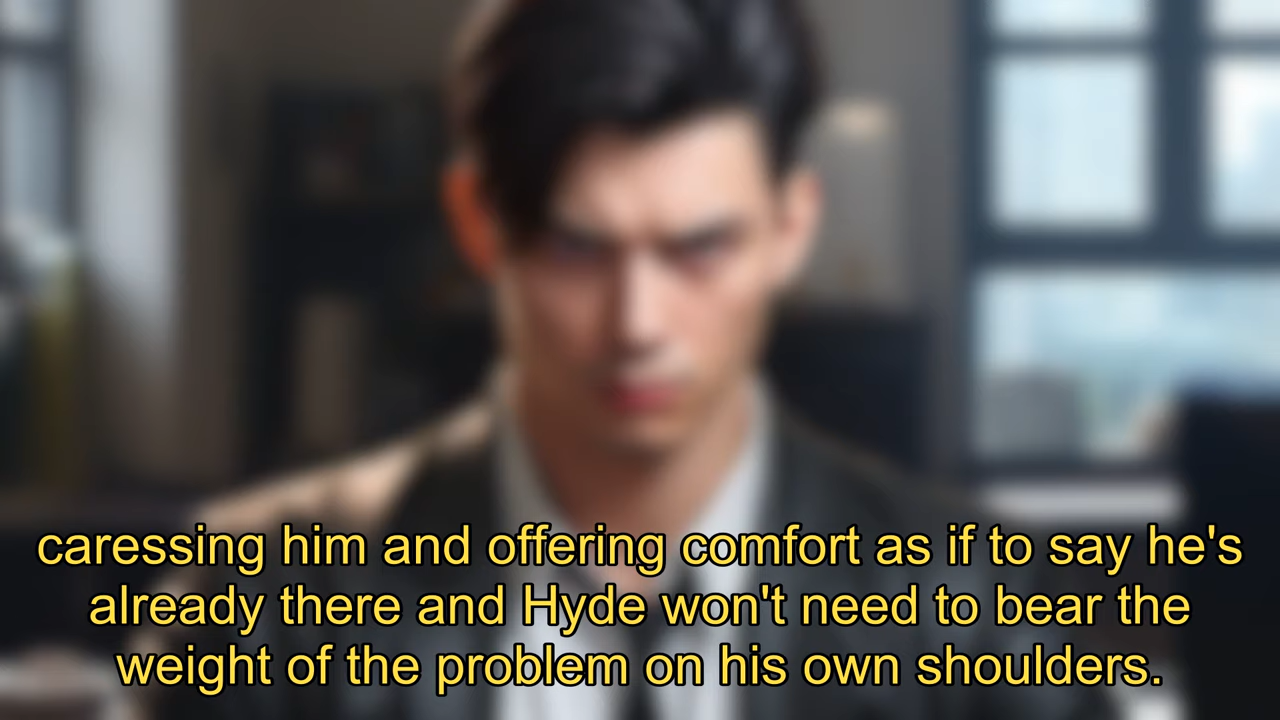 caressing him and offering comfort as if to say he's
already there and Hyde won't need to bear the
weight of the problem on his own shoulders.